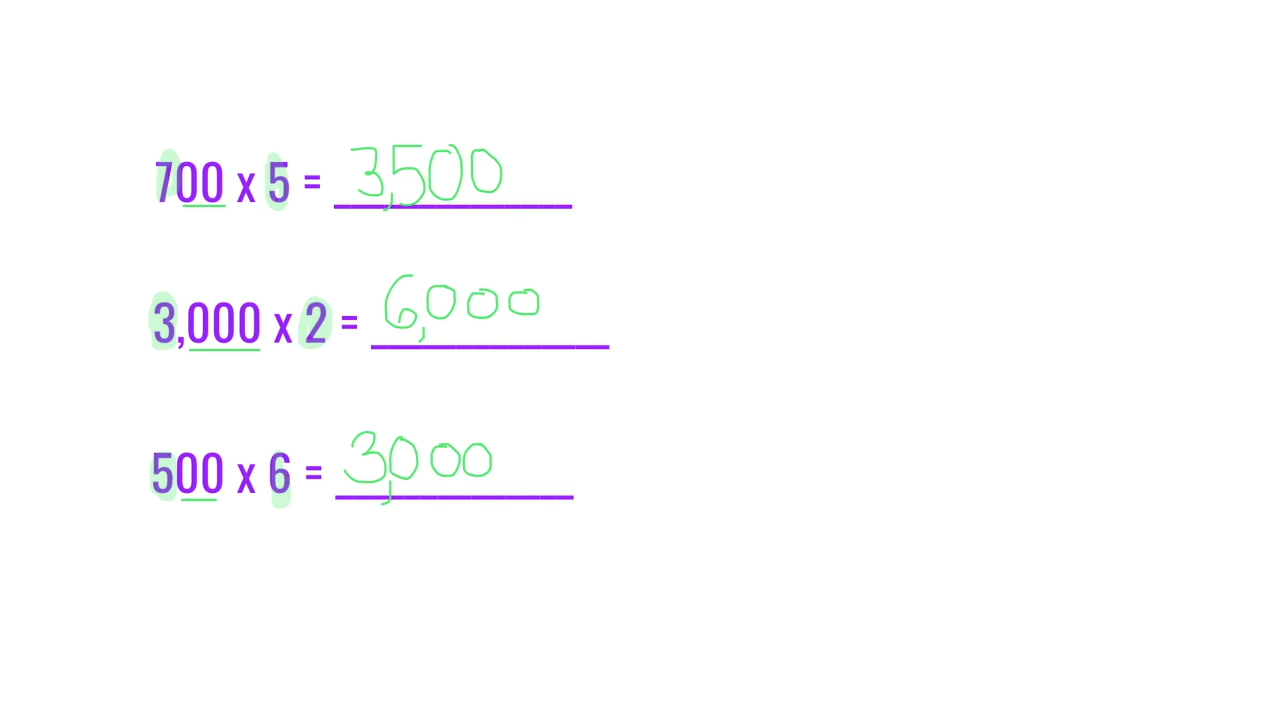 700 x 5 = 3,500
3,000 x 2 = 6,000
500 x 6 = 3,000